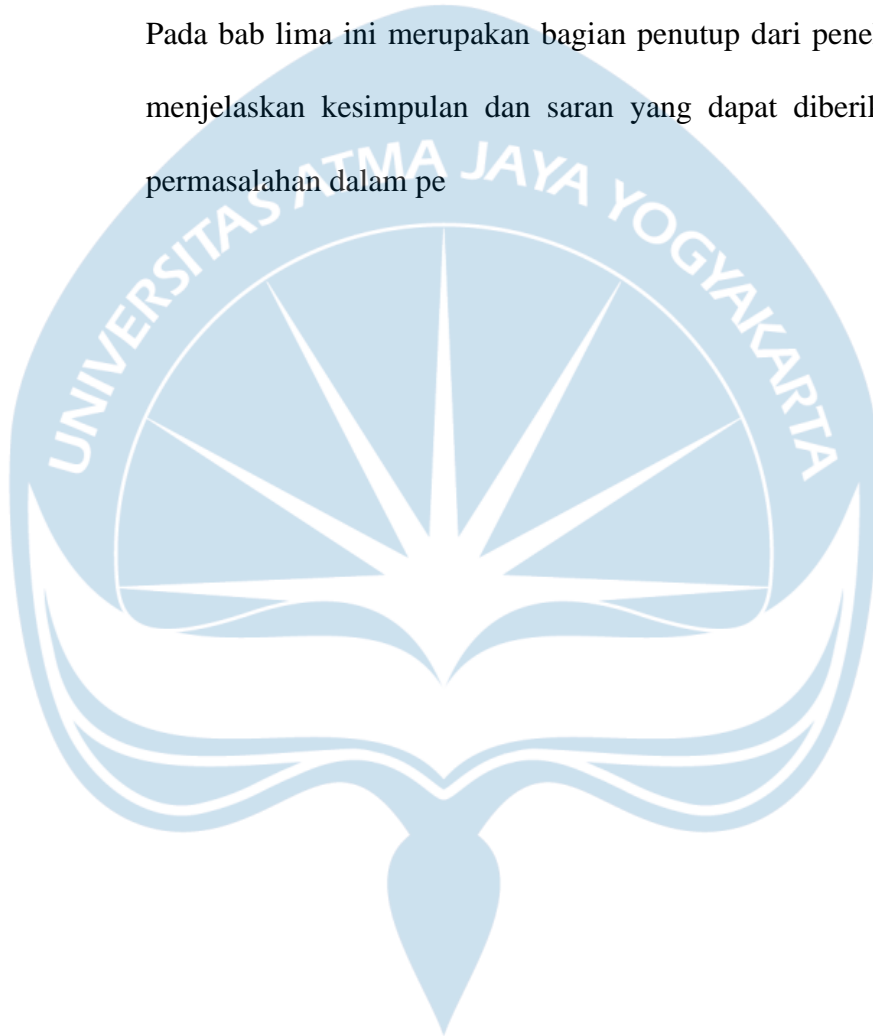 Pada bab lima ini merupakan bagian penutup dari pene
menjelaskan kesimpulan dan saran yang dapat diberi
permasalahan dalam pe
UNIVERSITAS ATMA JAYA YOGYAKARTA